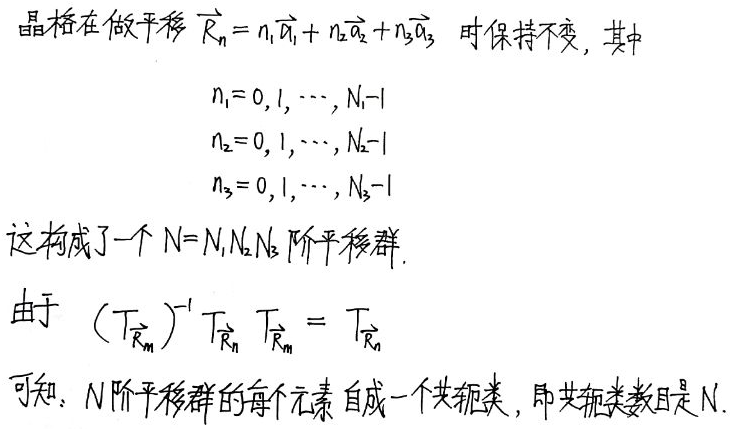 晶格在做平移 $\vec{R}_n = n_1\vec{a}_1 + n_2\vec{a}_2 + n_3\vec{a}_3$ 时保持不变, 其中
$n_1 = 0, 1, \cdots, N_1-1$
$n_2 = 0, 1, \cdots, N_2-1$
$n_3 = 0, 1, \cdots, N_3-1$
这构成了一个 $N = N_1N_2N_3$ 阶平移群.
由于 $(T_{\vec{R}_m})^{-1} T_{\vec{R}_n} T_{\vec{R}_m} = T_{\vec{R}_n}$
可知: N阶平移群的每个元素自成一个共轭类, 即共轭类数目是N.